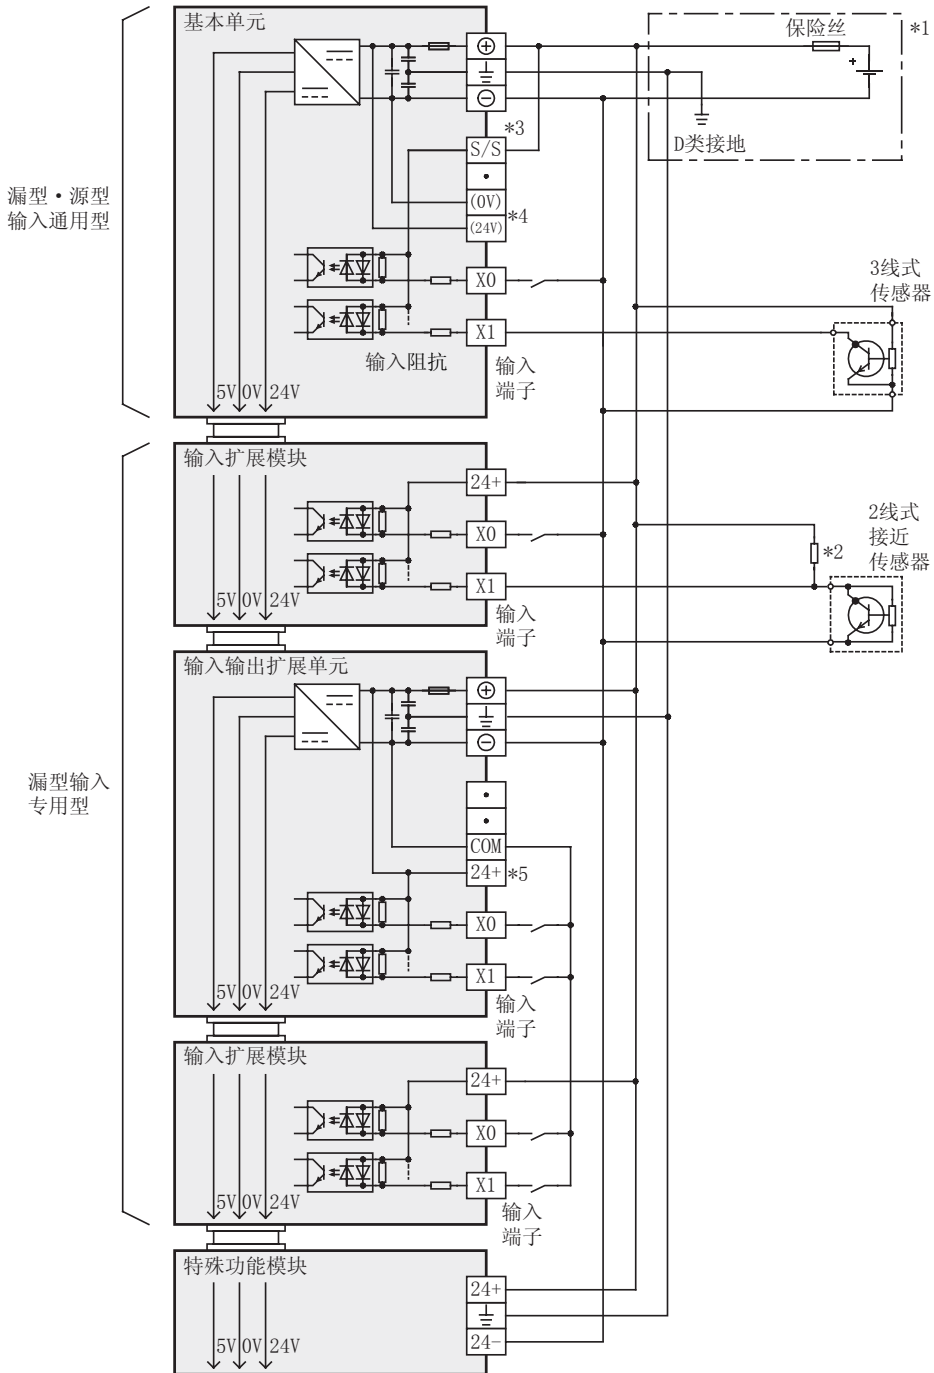 基本单元
保险丝
*1
+
*3
S/S
D类接地
漏型・源型
输入通用型
(0V)
*4
(24V)
X0
3线式
传感器
X1
输入阻抗
输入
端子
5V 0V 24V
输入扩展模块
24+
X0
2线式
接近
传感器
*2
X1
5V 0V 24V
输入
端子
输入输出扩展单元
漏型输入
专用型
COM
24+ *5
X0
X1
5V 0V 24V
输入
端子
输入扩展模块
24+
X0
X1
5V 0V 24V
输入
端子
特殊功能模块
24+
24-
5V 0V 24V